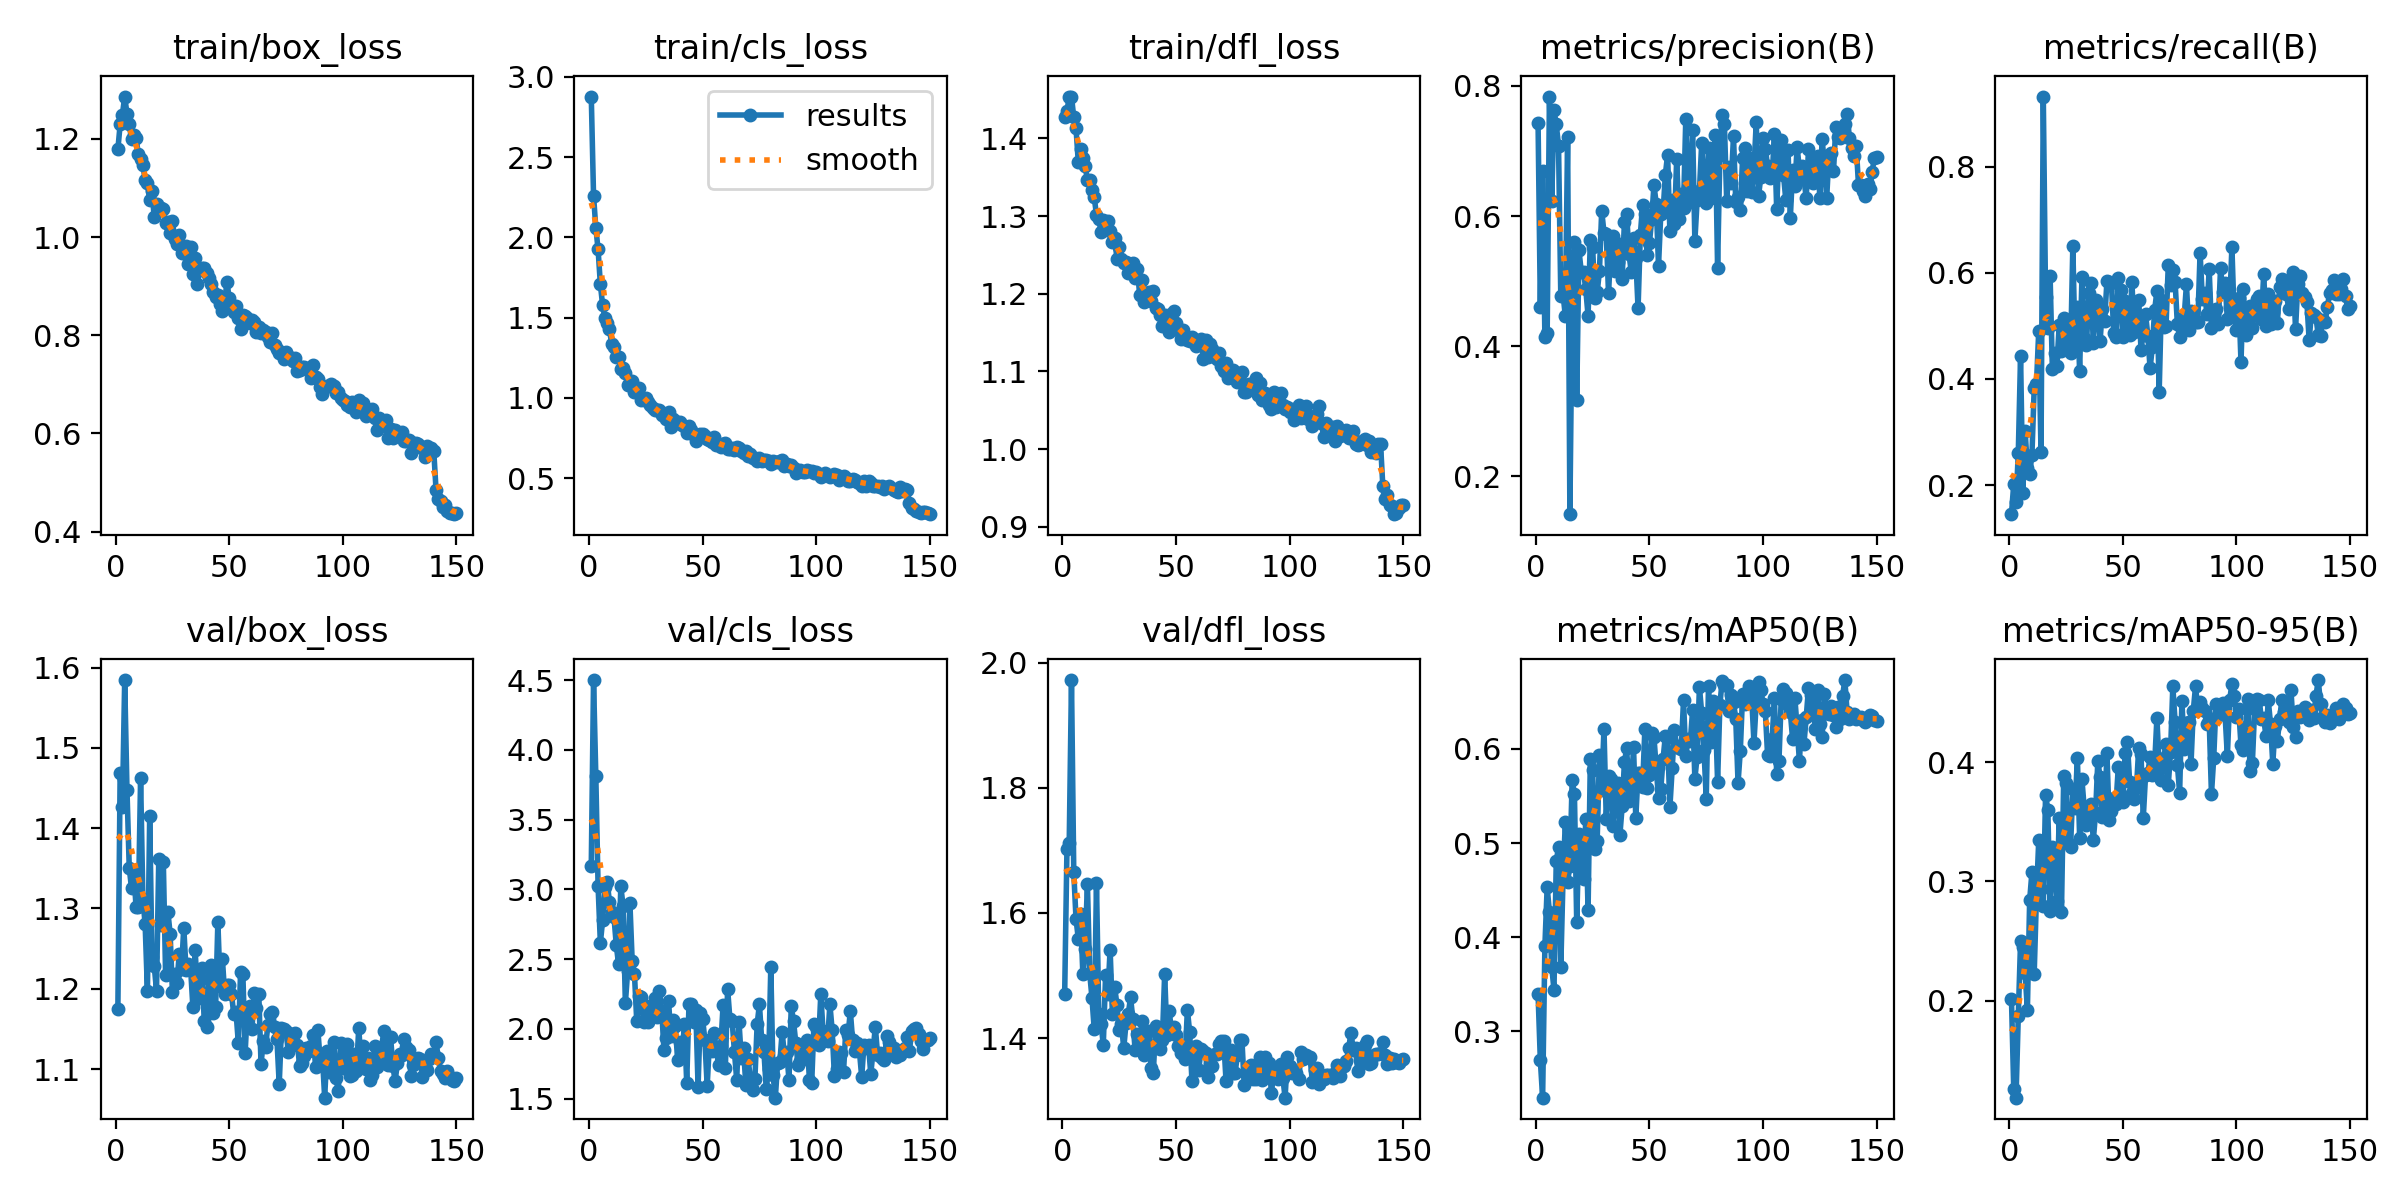 train/box_loss
1.2
1.0
0.8
0.6
0.4
0 50 100 150
train/cls_loss
3.0
2.5
2.0
1.5
1.0
0.5
results
smooth
0 50 100 150
train/dfl_loss
1.4
1.3
1.2
1.1
1.0
0.9
0 50 100 150
metrics/precision(B)
0.8
0.6
0.4
0.2
0 50 100 150
metrics/recall(B)
0.8
0.6
0.4
0.2
0 50 100 150
val/box_loss
1.6
1.5
1.4
1.3
1.2
1.1
0 50 100 150
val/cls_loss
4.5
4.0
3.5
3.0
2.5
2.0
1.5
0 50 100 150
val/dfl_loss
2.0
1.8
1.6
1.4
0 50 100 150
metrics/mAP50(B)
0.6
0.5
0.4
0.3
0 50 100 150
metrics/mAP50-95(B)
0.4
0.3
0.2
0 50 100 150